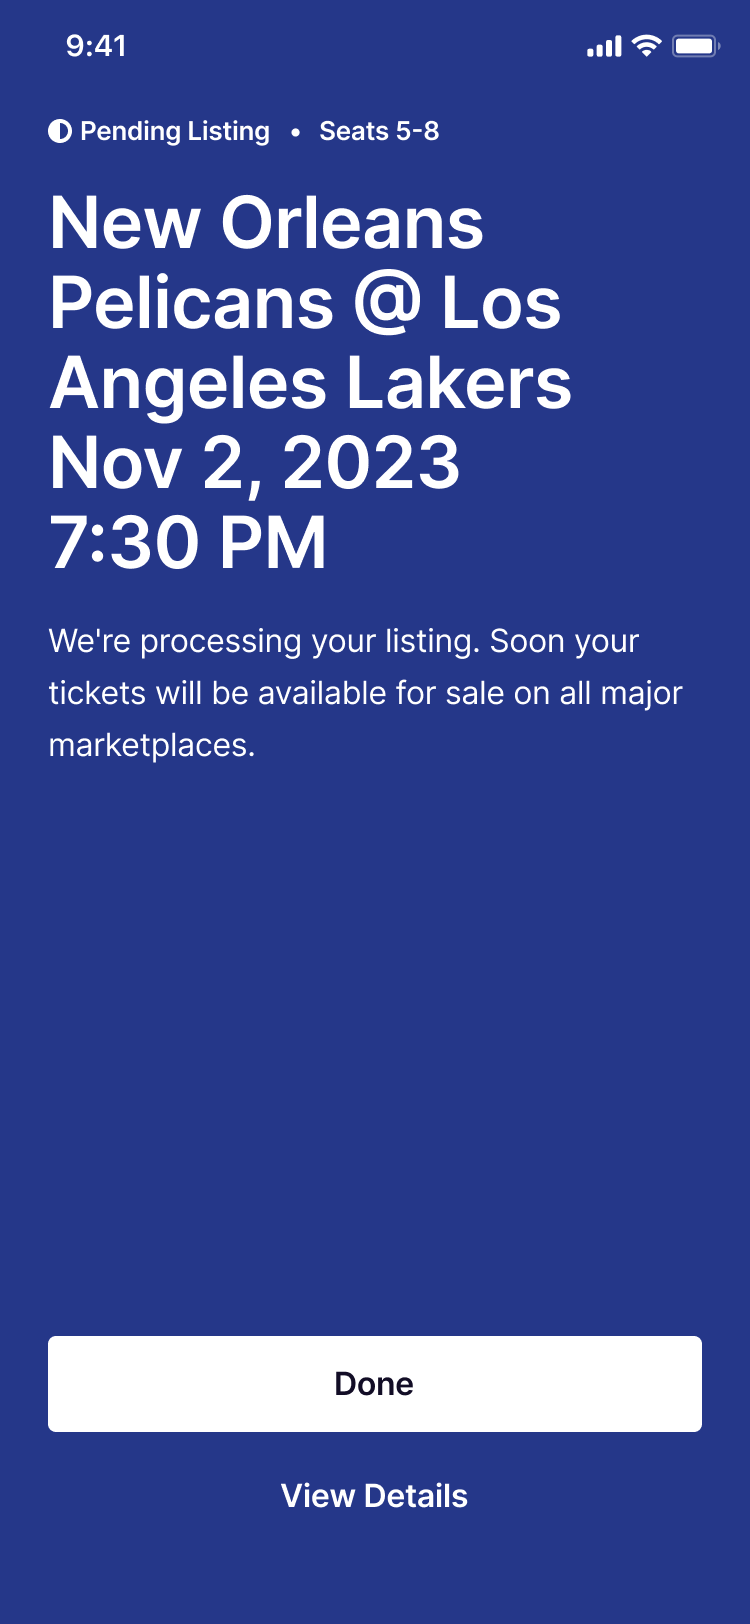 9:41
Pending Listing • Seats 5-8
New Orleans
Pelicans @ Los
Angeles Lakers
Nov 2, 2023
7:30 PM
We're processing your listing. Soon your
tickets will be available for sale on all major
marketplaces.
Done
View Details